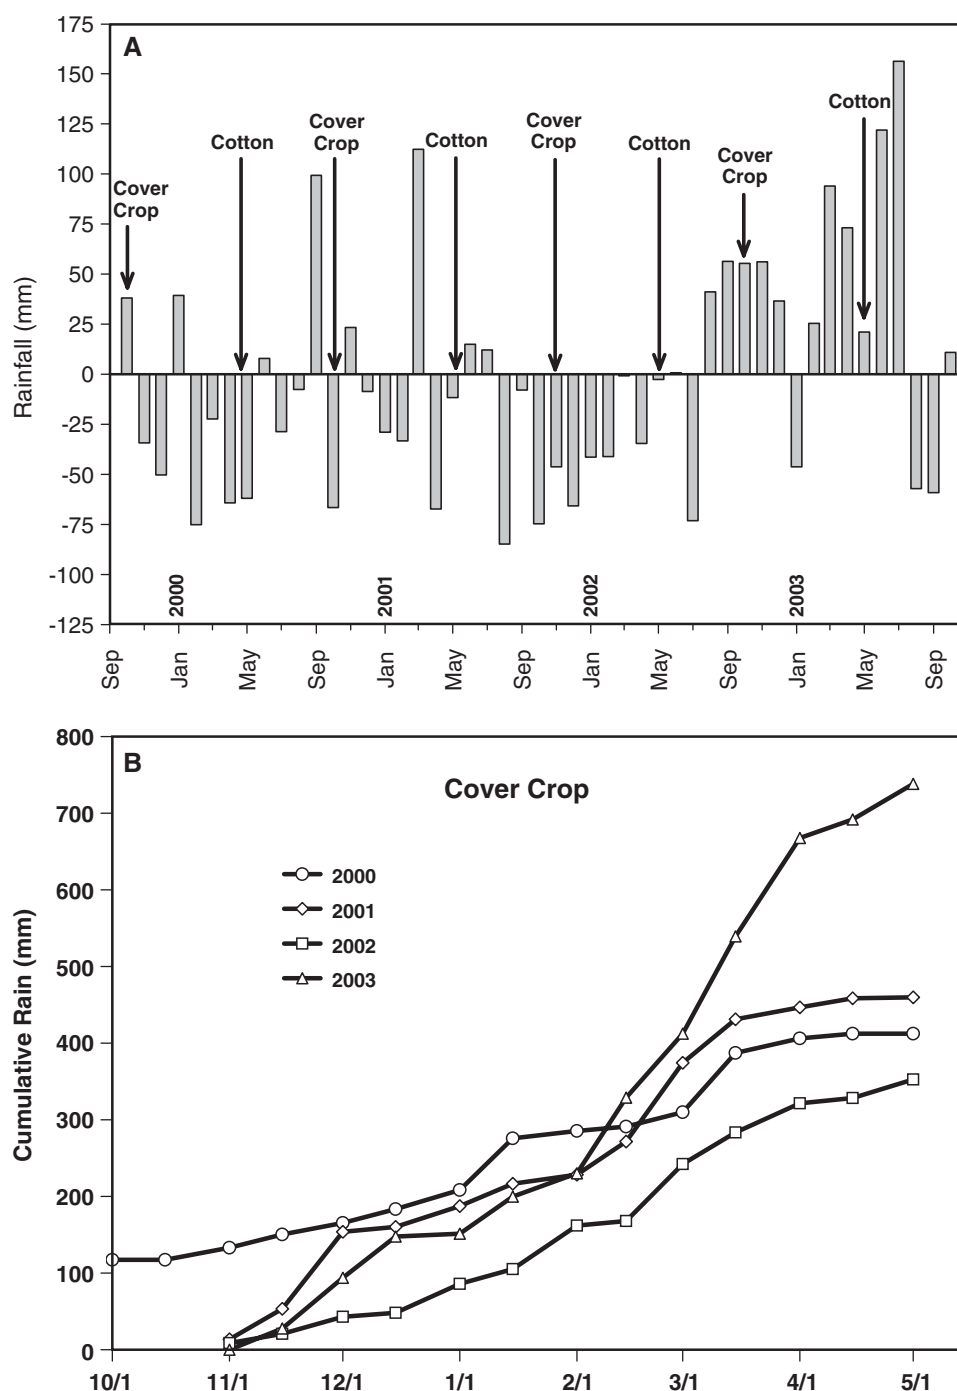 A
175
150
125
100
75
50
25
0
-25
-50
-75
-100
-125
Rainfall (mm)
Cover
Crop
Cotton
Cover
Crop
Cotton
Cover
Crop
Cotton
Cover
Crop
Cotton
2000
2001
2002
2003
Sep
Jan
May
Sep
Jan
May
Sep
Jan
May
Sep
Jan
May
Sep
B
Cover Crop
800
700
600
500
400
300
200
100
0
Cumulative Rain (mm)
2000
2001
2002
2003
10/1
11/1
12/1
1/1
2/1
3/1
4/1
5/1